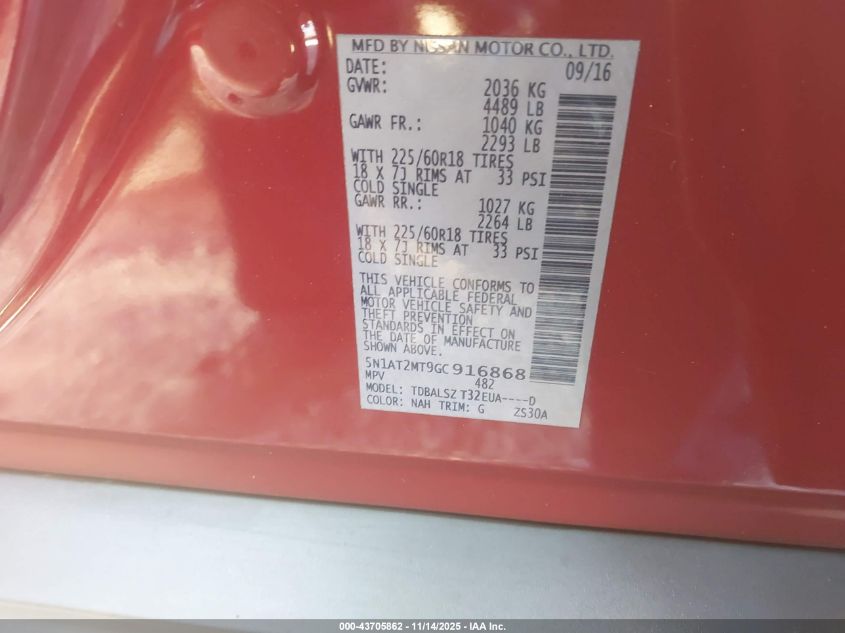 MFD BY NISSAN MOTOR CO., LTD.
DATE: 09/16
GVWR: 2036 KG
4489 LB
GAWR FR.: 1040 KG
2293 LB
WITH 225/60R18 TIRES
18 X 7J RIMS AT 33 PSI
COLD SINGLE
GAWR RR.: 1027 KG
2264 LB
WITH 225/60R18 TIRES
18 X 7J RIMS AT 33 PSI
COLD SINGLE
THIS VEHICLE CONFORMS TO
ALL APPLICABLE FEDERAL
MOTOR VEHICLE SAFETY AND
THEFT PREVENTION
STANDARDS IN EFFECT ON
THE DATE OF MANUFACTURE
SHOWN ABOVE.
5N1AT2MT9GC916868
MPV 482
MODEL: TDBALSZ T32EUA----D
COLOR: NAH TRIM: G ZS30A
000-43705862 - 11/14/2025 - IAA Inc.